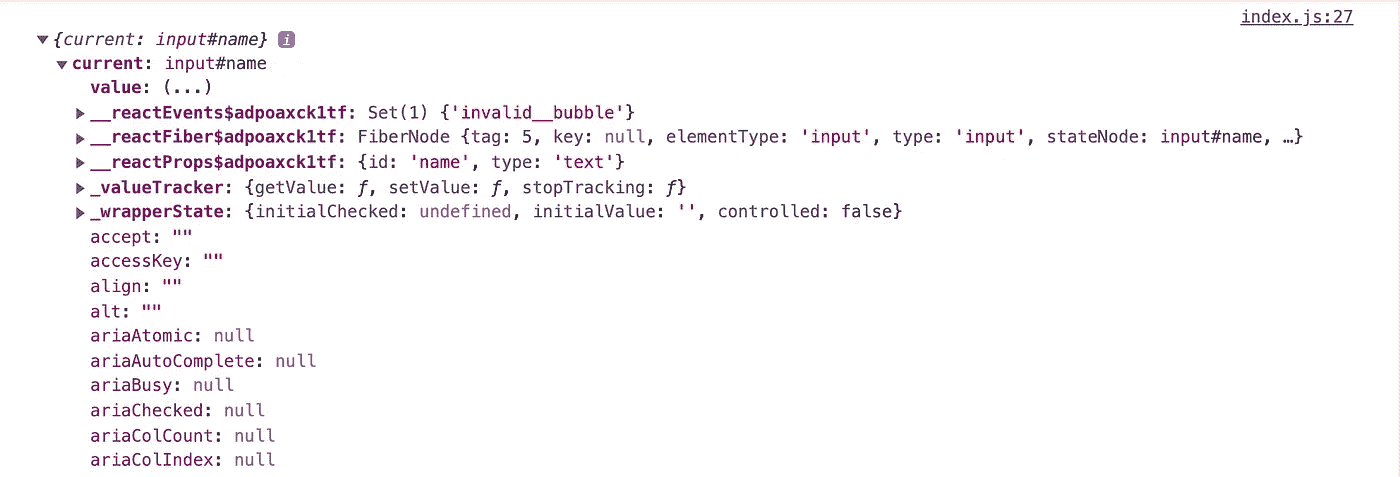 index.js:27
▼{current: input#name} i
▼current: input#name
value: (...)
▶__reactEvents$adpoaxck1tf: Set(1) {'invalid__bubble'}
▶__reactFiber$adpoaxck1tf: FiberNode {tag: 5, key: null, elementType: 'input', type: 'input', stateNode: input#name, …}
▶__reactProps$adpoaxck1tf: {id: 'name', type: 'text'}
▶_valueTracker: {getValue: ƒ, setValue: ƒ, stopTracking: ƒ}
▶_wrapperState: {initialChecked: undefined, initialValue: '', controlled: false}
accept: ""
accessKey: ""
align: ""
alt: ""
ariaAtomic: null
ariaAutoComplete: null
ariaBusy: null
ariaChecked: null
ariaColCount: null
ariaColIndex: null